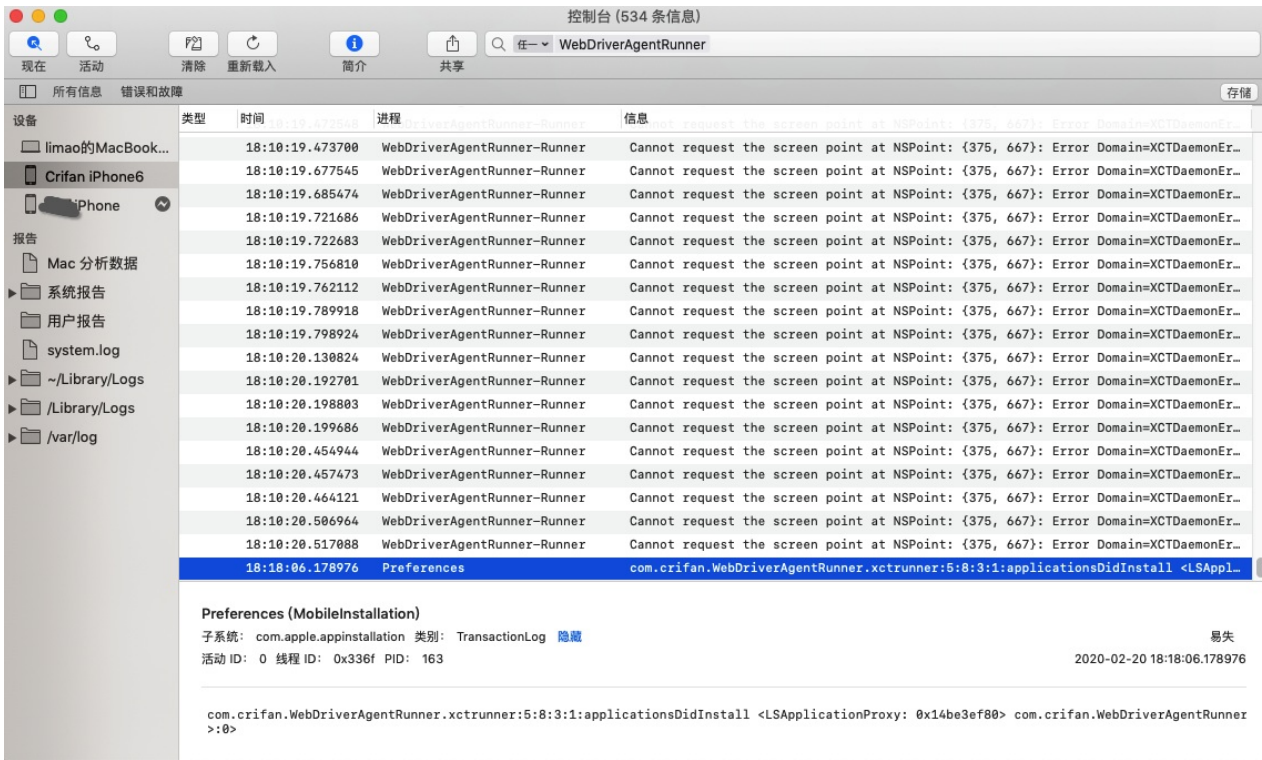 控制台 (534 条信息)
现在 活动 清除 重新载入 简介 共享
任一 WebDriverAgentRunner
所有信息 错误和故障 存储
设备
limao的MacBook...
Crifan iPhone6
iPhone
报告
Mac 分析数据
系统报告
用户报告
system.log
~/Library/Logs
/Library/Logs
/var/log
类型 时间 进程 信息
18:10:19.473700 WebDriverAgentRunner-Runner Cannot request the screen point at NSPoint: {375, 667}: Error Domain=XCTDaemonEr…
18:10:19.677545 WebDriverAgentRunner-Runner Cannot request the screen point at NSPoint: {375, 667}: Error Domain=XCTDaemonEr…
18:10:19.685474 WebDriverAgentRunner-Runner Cannot request the screen point at NSPoint: {375, 667}: Error Domain=XCTDaemonEr…
18:10:19.721686 WebDriverAgentRunner-Runner Cannot request the screen point at NSPoint: {375, 667}: Error Domain=XCTDaemonEr…
18:10:19.722683 WebDriverAgentRunner-Runner Cannot request the screen point at NSPoint: {375, 667}: Error Domain=XCTDaemonEr…
18:10:19.756810 WebDriverAgentRunner-Runner Cannot request the screen point at NSPoint: {375, 667}: Error Domain=XCTDaemonEr…
18:10:19.762112 WebDriverAgentRunner-Runner Cannot request the screen point at NSPoint: {375, 667}: Error Domain=XCTDaemonEr…
18:10:19.789918 WebDriverAgentRunner-Runner Cannot request the screen point at NSPoint: {375, 667}: Error Domain=XCTDaemonEr…
18:10:19.798924 WebDriverAgentRunner-Runner Cannot request the screen point at NSPoint: {375, 667}: Error Domain=XCTDaemonEr…
18:10:20.130824 WebDriverAgentRunner-Runner Cannot request the screen point at NSPoint: {375, 667}: Error Domain=XCTDaemonEr…
18:10:20.192701 WebDriverAgentRunner-Runner Cannot request the screen point at NSPoint: {375, 667}: Error Domain=XCTDaemonEr…
18:10:20.198803 WebDriverAgentRunner-Runner Cannot request the screen point at NSPoint: {375, 667}: Error Domain=XCTDaemonEr…
18:10:20.199686 WebDriverAgentRunner-Runner Cannot request the screen point at NSPoint: {375, 667}: Error Domain=XCTDaemonEr…
18:10:20.454944 WebDriverAgentRunner-Runner Cannot request the screen point at NSPoint: {375, 667}: Error Domain=XCTDaemonEr…
18:10:20.457473 WebDriverAgentRunner-Runner Cannot request the screen point at NSPoint: {375, 667}: Error Domain=XCTDaemonEr…
18:10:20.464121 WebDriverAgentRunner-Runner Cannot request the screen point at NSPoint: {375, 667}: Error Domain=XCTDaemonEr…
18:10:20.506964 WebDriverAgentRunner-Runner Cannot request the screen point at NSPoint: {375, 667}: Error Domain=XCTDaemonEr…
18:10:20.517088 WebDriverAgentRunner-Runner Cannot request the screen point at NSPoint: {375, 667}: Error Domain=XCTDaemonEr…
18:18:06.178976 Preferences com.crifan.WebDriverAgentRunner.xctrunner:5:8:3:1:applicationsDidInstall <LSAppl…
Preferences (MobileInstallation)
子系统: com.apple.appinstallation 类别: TransactionLog 隐藏 易失
活动 ID: 0 线程 ID: 0x336f PID: 163 2020-02-20 18:18:06.178976
com.crifan.WebDriverAgentRunner.xctrunner:5:8:3:1:applicationsDidInstall <LSApplicationProxy: 0x14be3ef80> com.crifan.WebDriverAgentRunner
>:0>